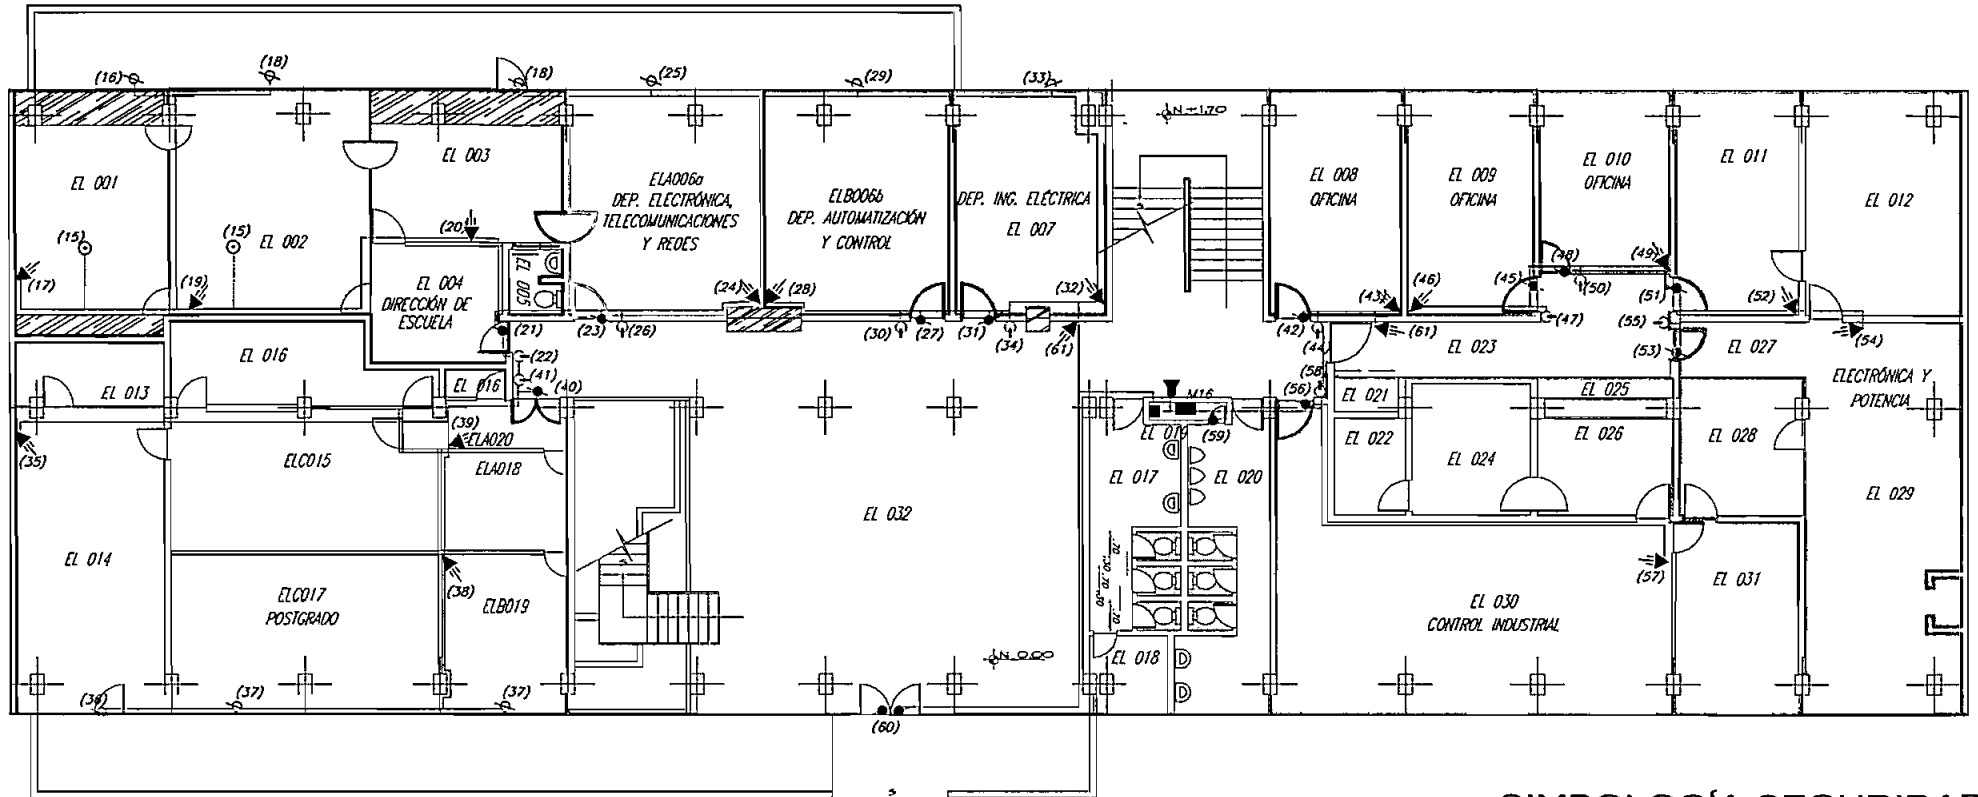 (16)
(18)
(18)
(25)
(29)
(33)
N +1.70
EL 001
EL 002
EL 003
ELA006a
DEP. ELECTRÓNICA,
TELECOMUNICACIONES
Y REDES
ELB006b
DEP. AUTOMATIZACIÓN
Y CONTROL
DEP. ING. ELÉCTRICA
EL 007
EL 008
OFICINA
EL 009
OFICINA
EL 010
OFICINA
EL 011
EL 012
(15)
(15)
(20)
(17)
(19)
EL 004
DIRECCIÓN DE
ESCUELA
EL 005
(24)
(28)
(32)
(43)
(46)
(45)
(48)
(50)
(49)
(51)
(52)
(21)
(23)
(26)
(30)
(27)
(31)
(34)
(61)
(42)
(44)
(61)
(47)
(55)
(53)
(54)
EL 016
(22)
(41)
(40)
EL 016
EL 013
EL 023
EL 027
ELECTRÓNICA Y
POTENCIA
(58)
(56)
EL 021
EL 025
M16
(39)
ELA020
(35)
ELC015
ELA018
EL 019
(59)
EL 022
EL 024
EL 026
EL 028
EL 017
EL 020
EL 029
EL 032
EL 014
(38)
ELC017
POSTGRADO
ELB019
(57)
EL 031
EL 030
CONTROL INDUSTRIAL
N 0.00
EL 018
(36)
(37)
(37)
(60)
S
SIMBOLOGÍA SEGURIDAD